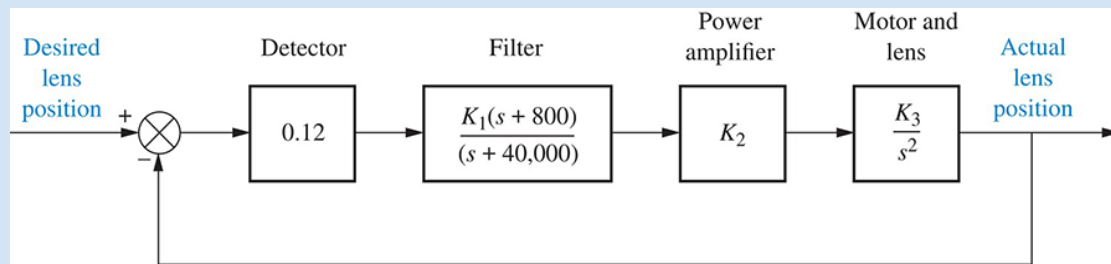 Desired
lens
position
+
−
Detector
0.12
Filter
K₁(s + 800)
(s + 40,000)
Power
amplifier
K₂
Motor and
lens
K₃
s²
Actual
lens
position